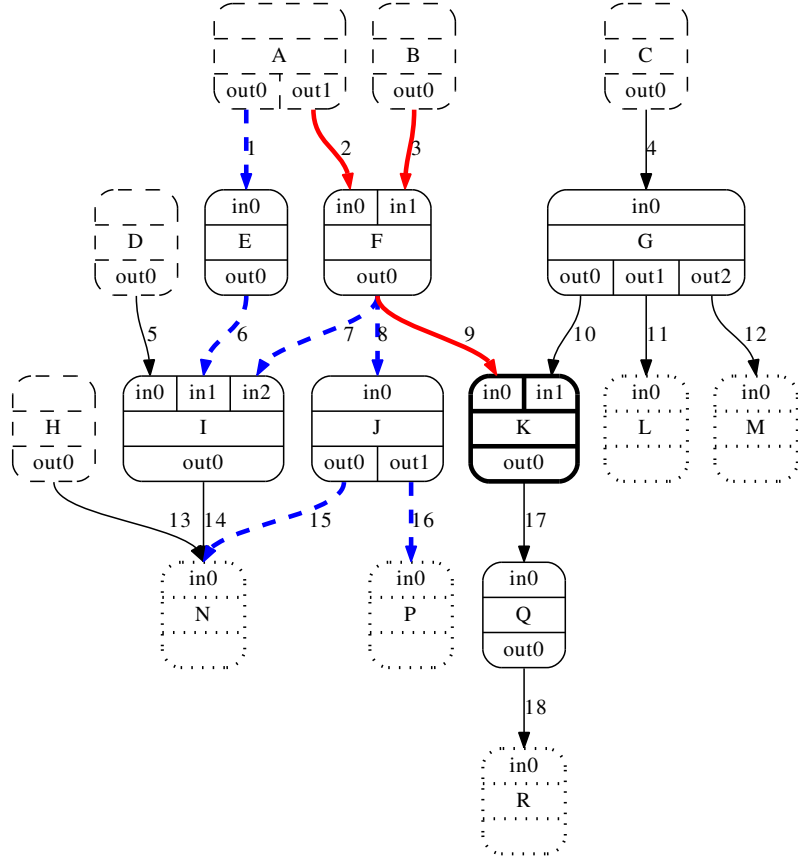 A
out0 out1
B
out0
C
out0
1
2
3
4
D
out0
in0
E
out0
in0 in1
F
out0
in0
G
out0 out1 out2
5
6
7
8
9
10
11
12
H
out0
in0 in1 in2
I
out0
in0
J
out0 out1
in0 in1
K
out0
in0
L
in0
M
13
14
15
16
17
in0
N
in0
P
in0
Q
out0
18
in0
R